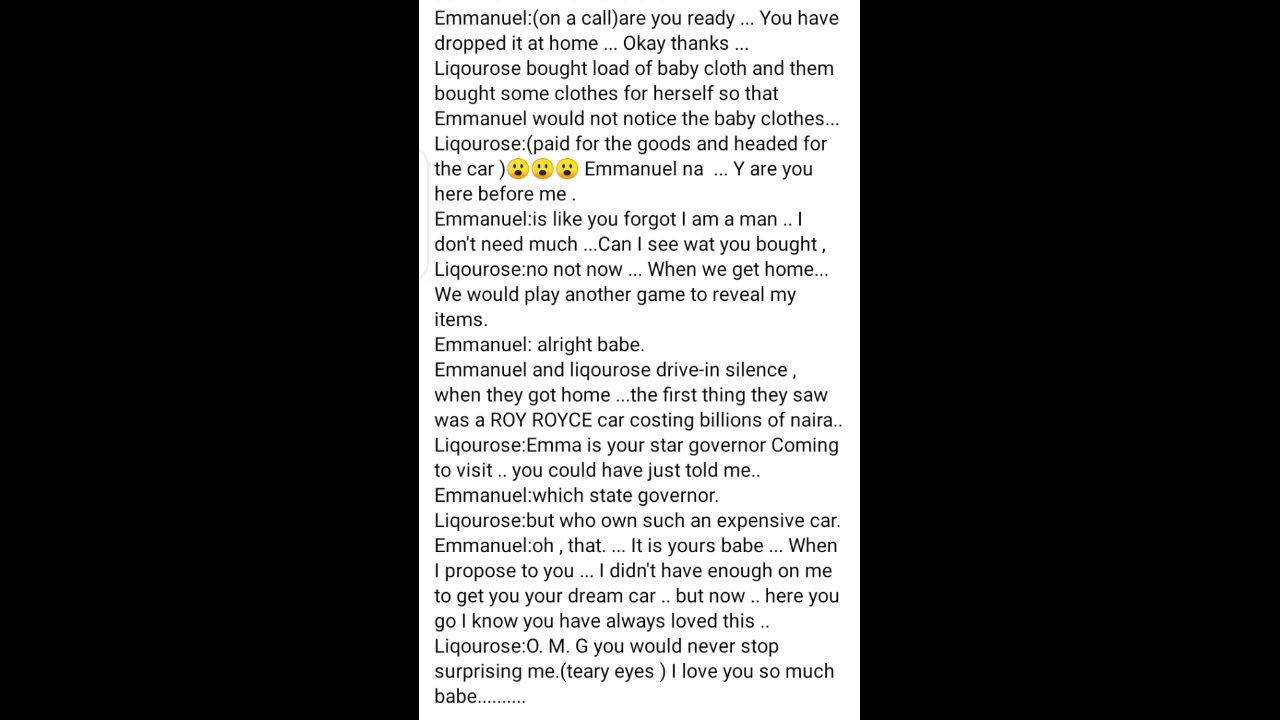 Emmanuel:(on a call)are you ready ... You have
dropped it at home ... Okay thanks ...
Liqourose bought load of baby cloth and them
bought some clothes for herself so that
Emmanuel would not notice the baby clothes...
Liqourose:(paid for the goods and headed for
the car )😮😮😮 Emmanuel na  ... Y are you
here before me .
Emmanuel:is like you forgot I am a man .. I
don't need much ...Can I see wat you bought ,
Liqourose:no not now ... When we get home...
We would play another game to reveal my
items.
Emmanuel: alright babe.
Emmanuel and liqourose drive-in silence ,
when they got home ...the first thing they saw
was a ROY ROYCE car costing billions of naira..
Liqourose:Emma is your star governor Coming
to visit .. you could have just told me..
Emmanuel:which state governor.
Liqourose:but who own such an expensive car.
Emmanuel:oh , that. ... It is yours babe ... When
I propose to you ... I didn't have enough on me
to get you your dream car .. but now .. here you
go I know you have always loved this ..
Liqourose:O. M. G you would never stop
surprising me.(teary eyes ) I love you so much
babe..........